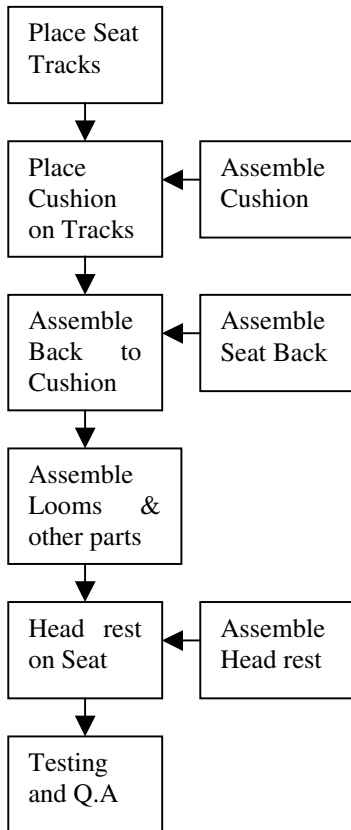 Place Seat
Tracks
Place
Cushion
on Tracks
Assemble
Cushion
Assemble
Back to
Cushion
Assemble
Seat Back
Assemble
Looms &
other parts
Head rest
on Seat
Assemble
Head rest
Testing
and Q.A